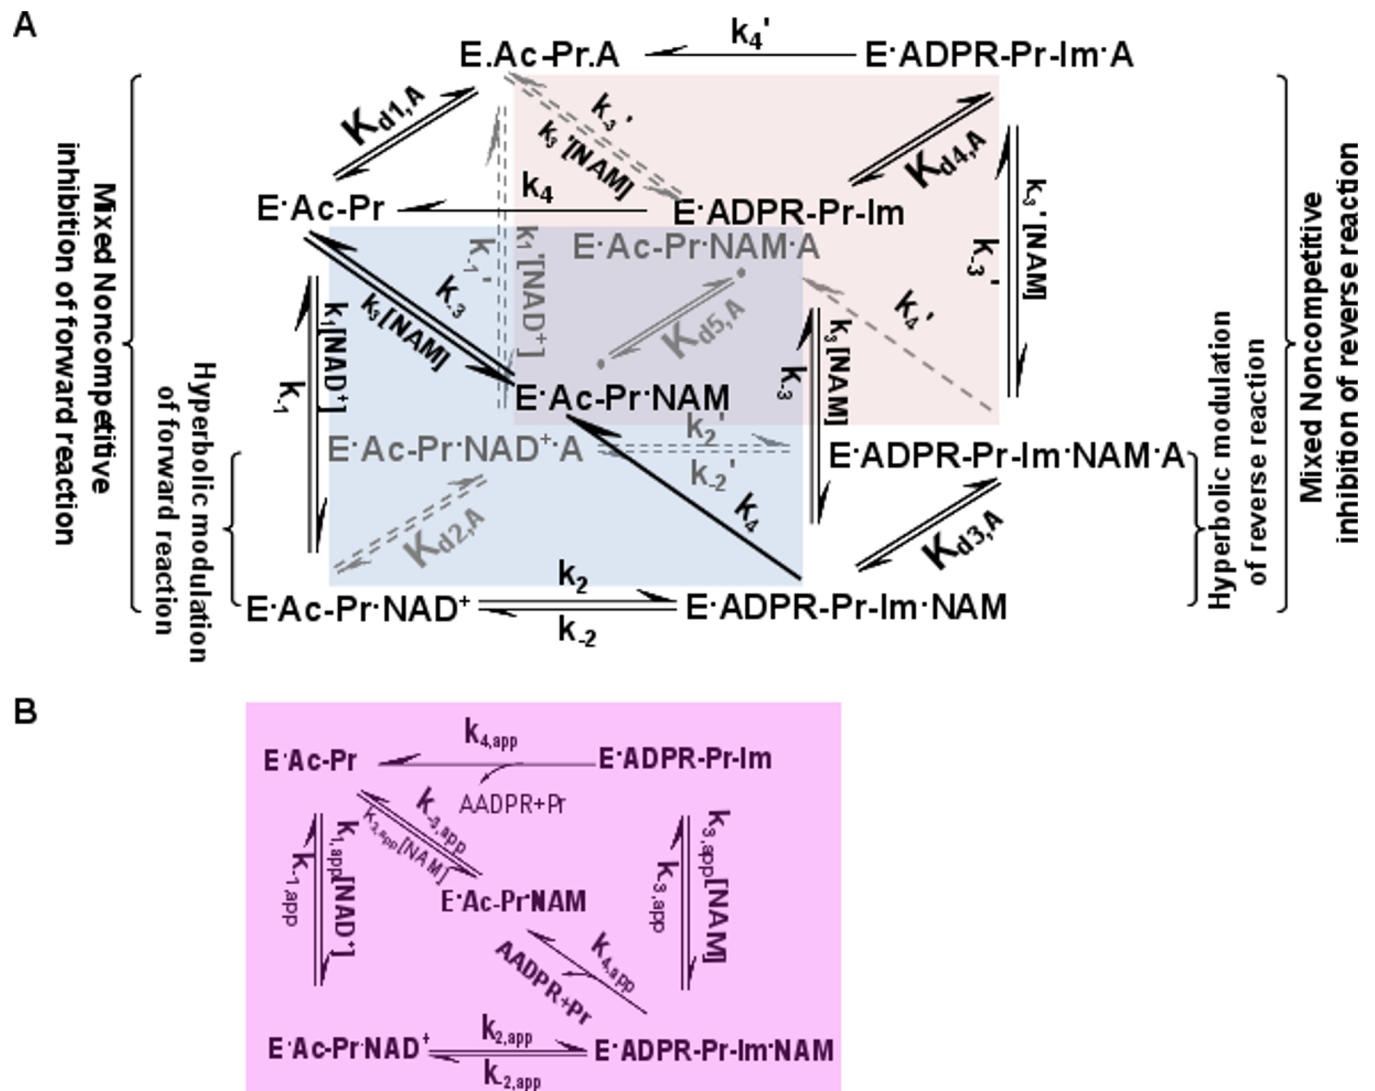 A
k4'
E.Ac-Pr.A
E·ADPR-Pr-Im·A
Kd1,A
k-3'
k3'[NAM]
Kd4,A
Mixed Noncompetitive
inhibition of forward reaction
k4
E·Ac-Pr
E·ADPR-Pr-Im
k3'[NAM]
k-3'
Mixed Noncompetitive
inhibition of reverse reaction
k-1'
k1'[NAD+]
E·Ac-Pr·NAM·A
k-3
k3[NAM]
Kd5,A
k4'
k-1
k1[NAD+]
k-3
k3[NAM]
E·Ac-Pr·NAM
Hyperbolic modulation
of forward reaction
E·Ac-Pr·NAD+·A
k2'
k-2'
E·ADPR-Pr-Im·NAM·A
Hyperbolic modulation
of reverse reaction
Kd2,A
k4
Kd3,A
k2
E·Ac-Pr·NAD+
E·ADPR-Pr-Im·NAM
k-2
B
k4,app
E·Ac-Pr
E·ADPR-Pr-Im
AADPR+Pr
k-3,app
k3,app[NAM]
k-1,app
k1,app[NAD+]
k3,app
k3,app[NAM]
E·Ac-Pr·NAM
k4,app
AADPR+Pr
k2,app
E·Ac-Pr·NAD+
E·ADPR-Pr-Im·NAM
k-2,app